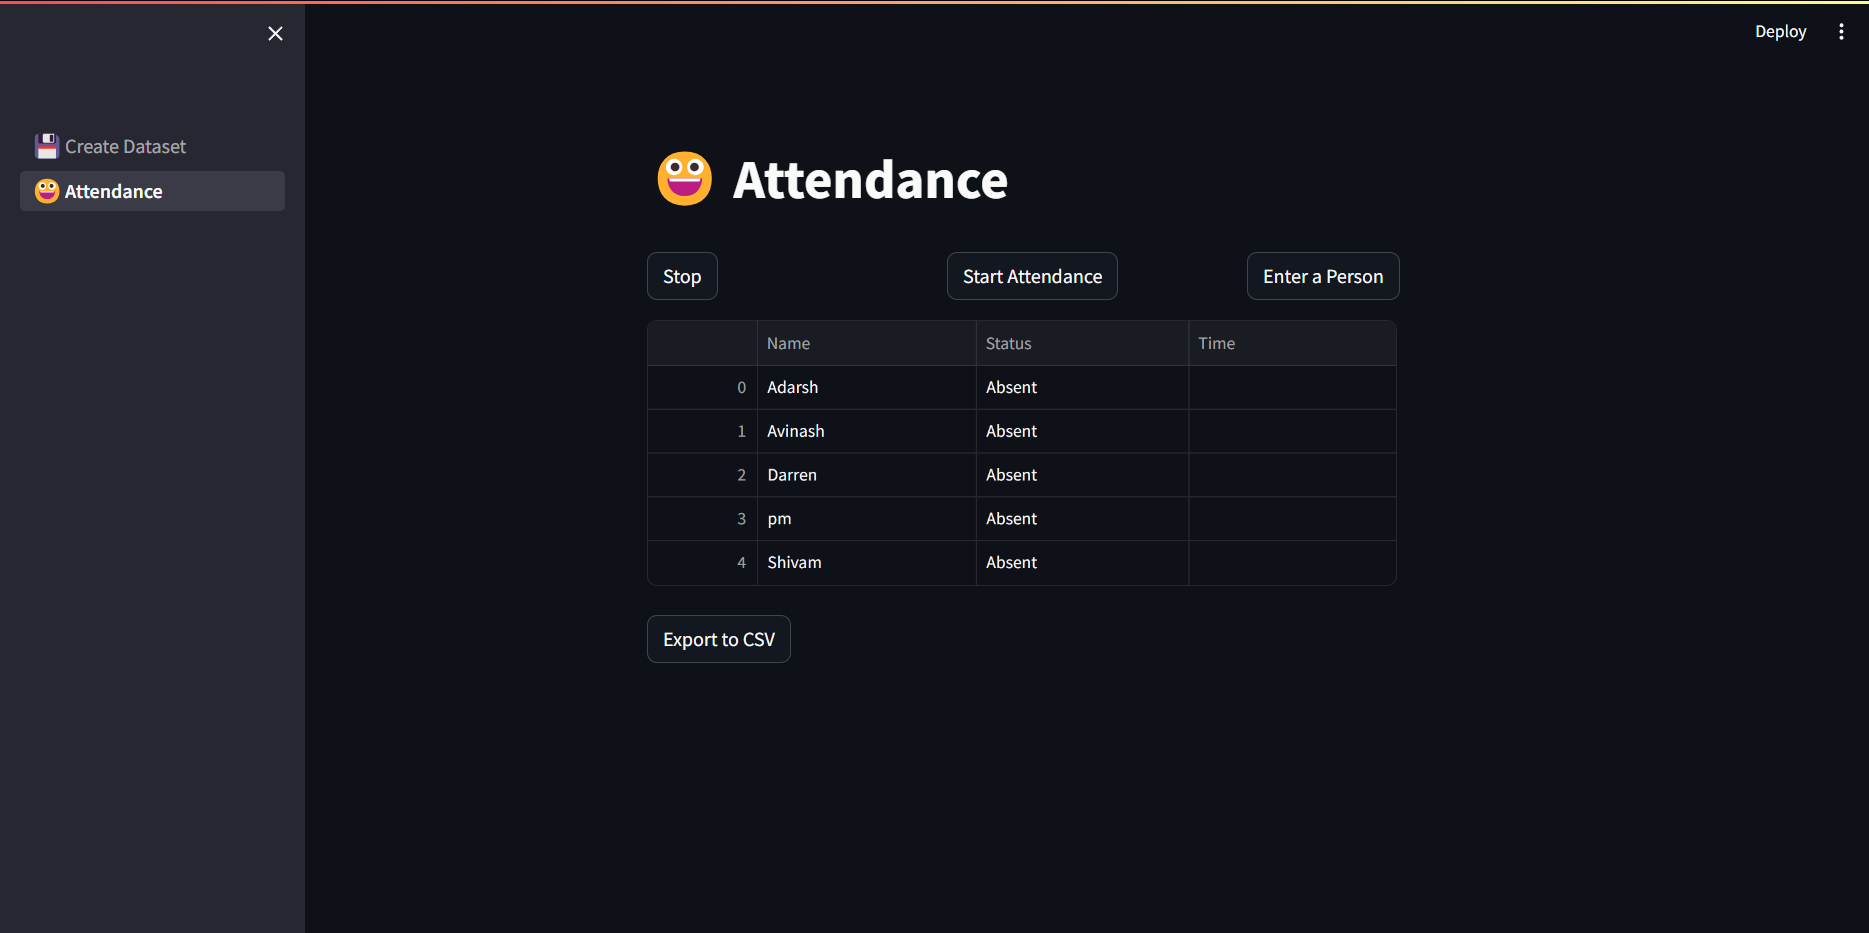 Deploy
Create Dataset
Attendance
Attendance
Stop Start Attendance Enter a Person
Name Status Time
0 Adarsh Absent
1 Avinash Absent
2 Darren Absent
3 pm Absent
4 Shivam Absent
Export to CSV